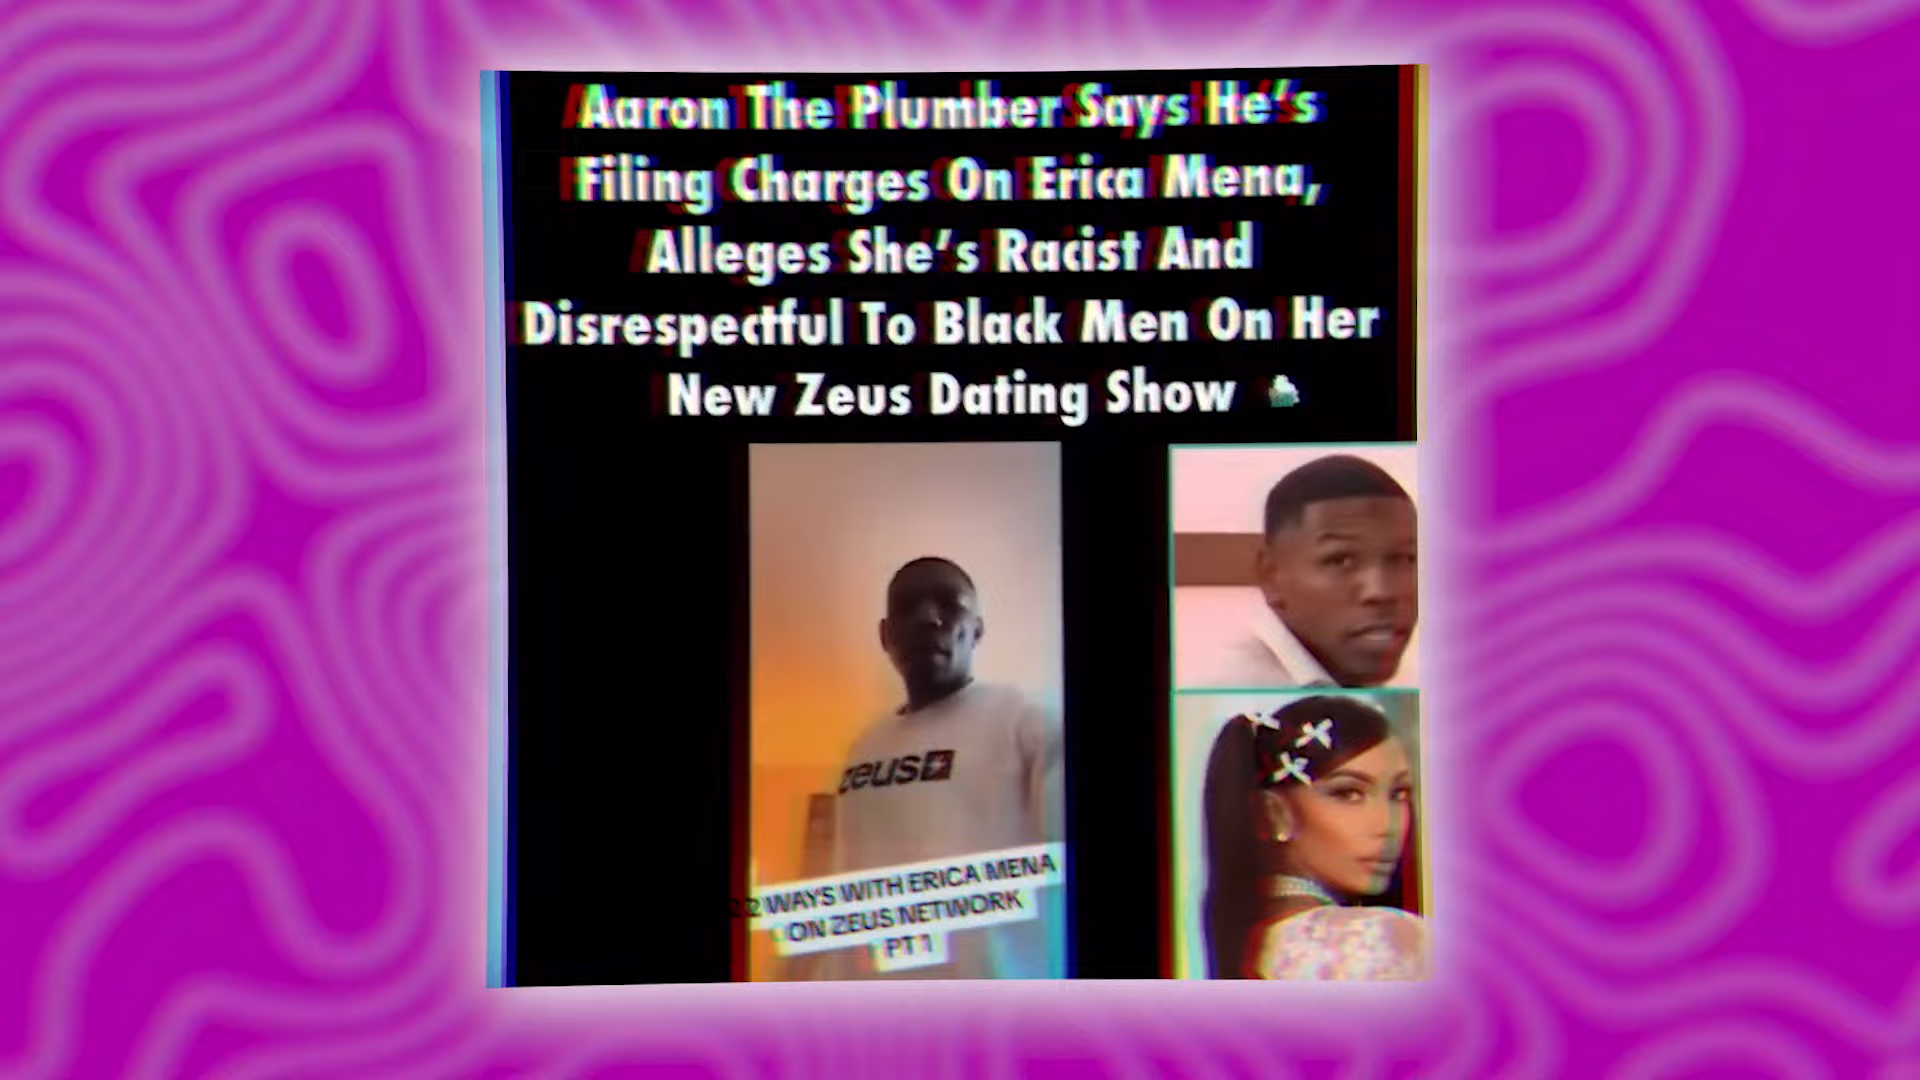 Aaron The Plumber Says He's
Filing Charges On Erica Mena,
Alleges She's Racist And
Disrespectful To Black Men On Her
New Zeus Dating Show
zeus
2 WAYS WITH ERICA MENA
ON ZEUS NETWORK
PT 1